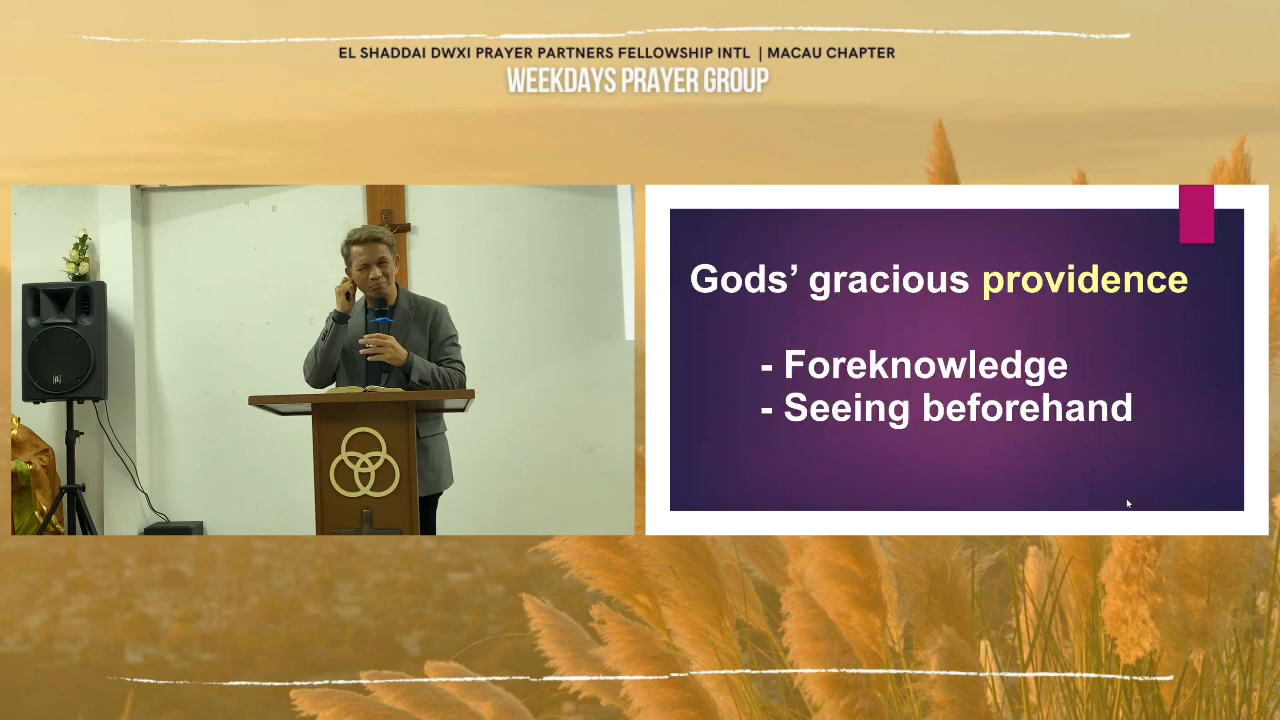 EL SHADDAI DWXI PRAYER PARTNERS FELLOWSHIP INTL | MACAU CHAPTER
WEEKDAYS PRAYER GROUP
Gods’ gracious providence
- Foreknowledge
- Seeing beforehand